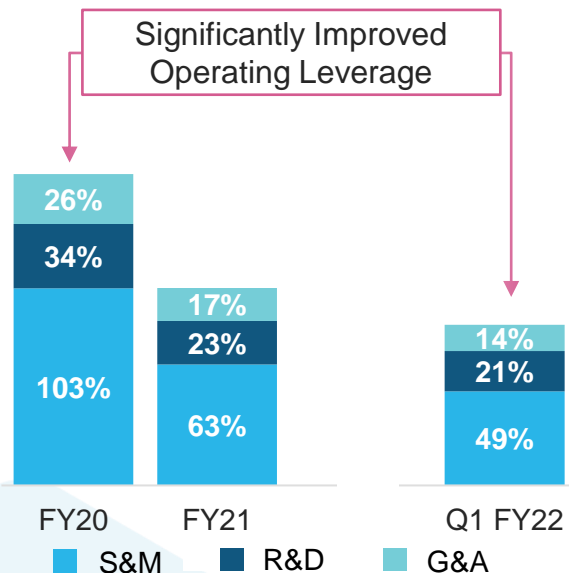 Significantly Improved
Operating Leverage
26%
34%
103%
17%
23%
63%
14%
21%
49%
FY20 FY21 Q1 FY22
S&M R&D G&A